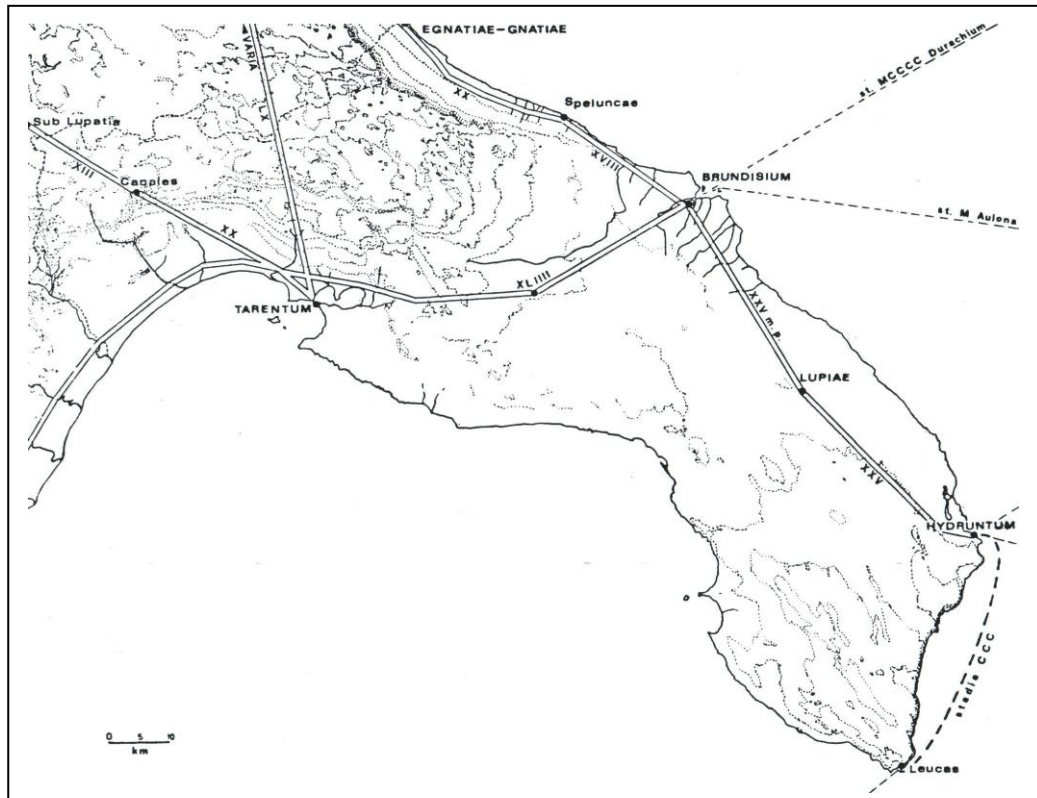 EGNATIAE-GNATIAE
VARIA
LX
XX
Speluncae
st. MCCCC Durachium
Sub Lupatia
XIII
Canales
XVIII
BRUNDISIUM
st. M Aulona
XX
XLIIII
TARENTUM
XXV m.p.
LUPIAE
XXV
HYDRUNTUM
stadia CCC
0 5 10
km
Leucas